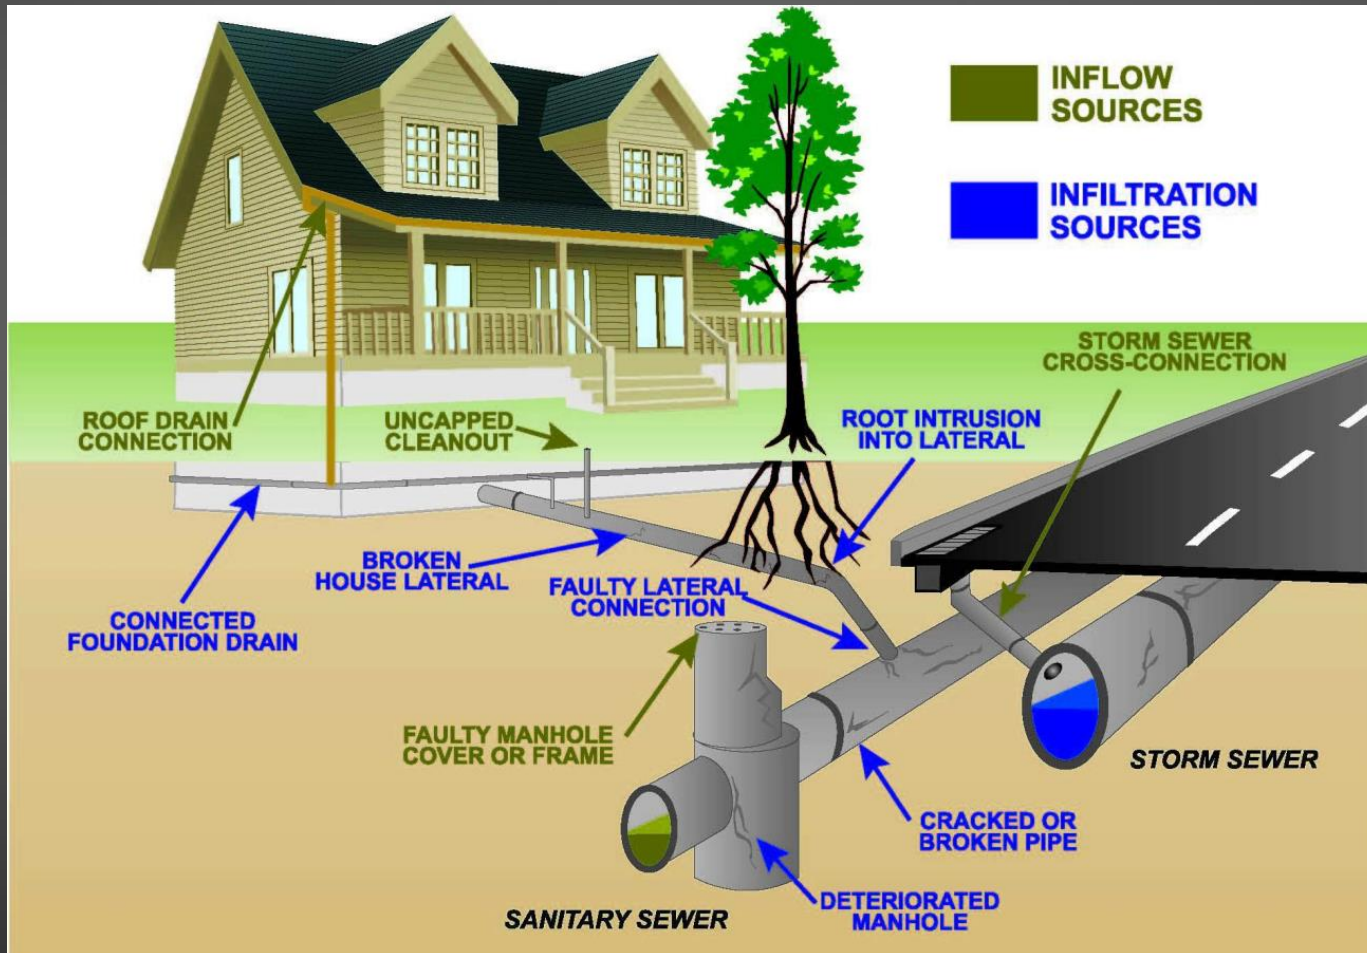 INFLOW
SOURCES
INFILTRATION
SOURCES
STORM SEWER
CROSS-CONNECTION
ROOF DRAIN
CONNECTION
UNCAPPED
CLEANOUT
ROOT INTRUSION
INTO LATERAL
BROKEN
HOUSE LATERAL
FAULTY LATERAL
CONNECTION
CONNECTED
FOUNDATION DRAIN
FAULTY MANHOLE
COVER OR FRAME
STORM SEWER
CRACKED OR
BROKEN PIPE
DETERIORATED
MANHOLE
SANITARY SEWER